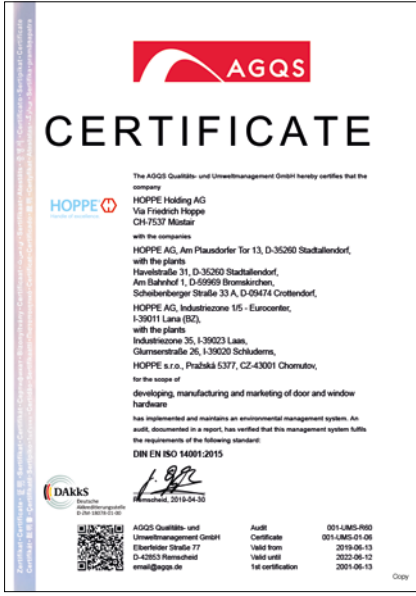 AGQS
CERTIFICATE
The AGQS Qualitäts- und Umweltmanagement GmbH hereby certifies that the
company
HOPPE
HOPPE Holding AG
Via Friedrich Hoppe
CH-7537 Müstair
with the companies
HOPPE AG, Am Plausdorfer Tor 13, D-35260 Stadtallendorf,
with the plants
Havelstraße 31, D-35260 Stadtallendorf,
Am Bahnhof 1, D-59969 Bromskirchen,
Scheibenberger Straße 33 A, D-09474 Crottendorf,
HOPPE AG, Industriezone 1/5 - Eurocenter,
I-39011 Lana (BZ),
with the plants
Industriezone 35, I-39023 Laas,
Glurnserstraße 26, I-39020 Schluderns,
HOPPE s.r.o., Pražská 5377, CZ-43001 Chomutov,
for the scope of
developing, manufacturing and marketing of door and window
hardware
has implemented and maintains an environmental management system. An
audit, documented in a report, has verified that this management system fulfils
the requirements of the following standard:
DIN EN ISO 14001:2015
Remscheid, 2019-04-30
DAkkS
Deutsche
Akkreditierungsstelle
D-ZM-18078-01-00
AGQS Qualitäts- und
Umweltmanagement GmbH
Elberfelder Straße 77
D-42853 Remscheid
email@agqs.de
Audit 001-UMS-R60
Certificate 001-UMS-01-06
Valid from 2019-06-13
Valid until 2022-06-12
1st certification 2001-06-13
Copy